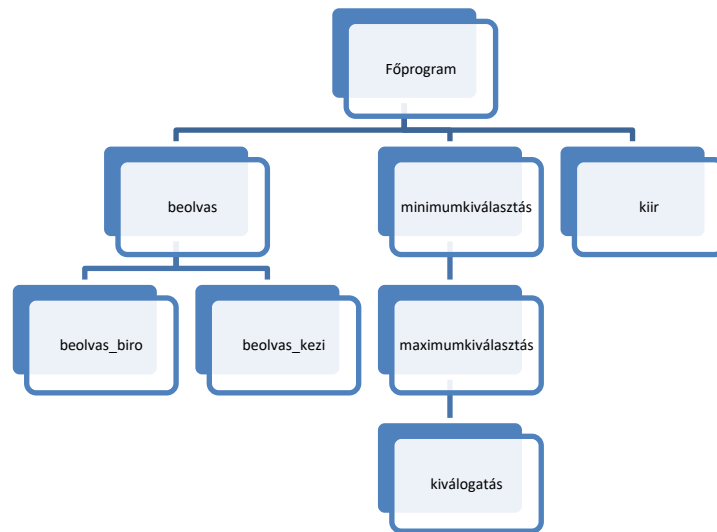 Főprogram
beolvas
minimumkiválasztás
kiir
beolvas_biro
beolvas_kezi
maximumkiválasztás
kiválogatás